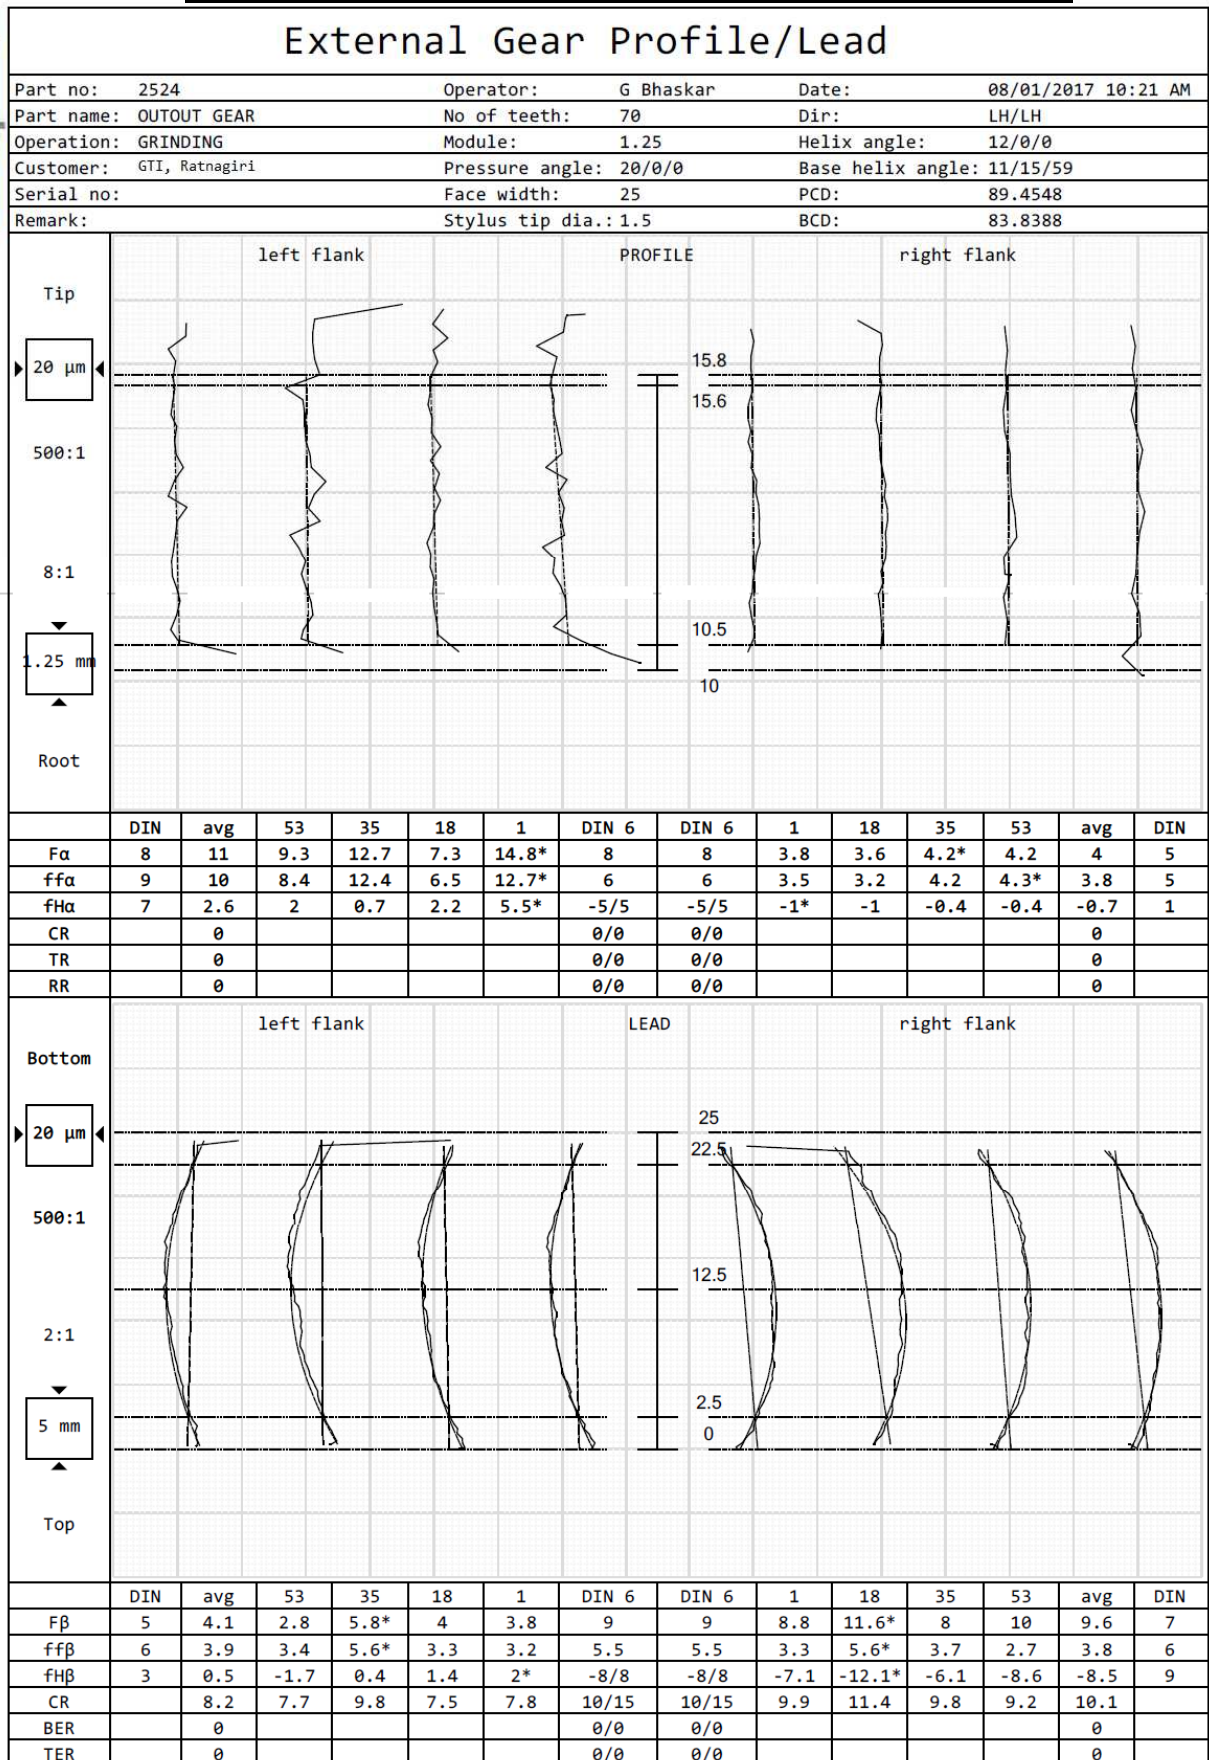 External Gear Profile/Lead
Part no: 2524 Operator: G Bhaskar Date: 08/01/2017 10:21 AM
Part name: OUTOUT GEAR No of teeth: 70 Dir: LH/LH
Operation: GRINDING Module: 1.25 Helix angle: 12/0/0
Customer: GTI, Ratnagiri Pressure angle: 20/0/0 Base helix angle: 11/15/59
Serial no: Face width: 25 PCD: 89.4548
Remark: Stylus tip dia.: 1.5 BCD: 83.8388
left flank PROFILE right flank
Tip
15.8
20 µm
15.6
500:1
8:1
10.5
1.25 mm
10
Root
DIN avg 53 35 18 1 DIN 6 DIN 6 1 18 35 53 avg DIN
Fα 8 11 9.3 12.7 7.3 14.8* 8 8 3.8 3.6 4.2* 4.2 4 5
ffα 9 10 8.4 12.4 6.5 12.7* 6 6 3.5 3.2 4.2 4.3* 3.8 5
fHα 7 2.6 2 0.7 2.2 5.5* -5/5 -5/5 -1* -1 -0.4 -0.4 -0.7 1
CR 0 0/0 0/0 0
TR 0 0/0 0/0 0
RR 0 0/0 0/0 0
left flank LEAD right flank
Bottom
25
20 µm
22.5
500:1
12.5
2:1
2.5
5 mm
0
Top
DIN avg 53 35 18 1 DIN 6 DIN 6 1 18 35 53 avg DIN
Fβ 5 4.1 2.8 5.8* 4 3.8 9 9 8.8 11.6* 8 10 9.6 7
ffβ 6 3.9 3.4 5.6* 3.3 3.2 5.5 5.5 3.3 5.6* 3.7 2.7 3.8 6
fHβ 3 0.5 -1.7 0.4 1.4 2* -8/8 -8/8 -7.1 -12.1* -6.1 -8.6 -8.5 9
CR 8.2 7.7 9.8 7.5 7.8 10/15 10/15 9.9 11.4 9.8 9.2 10.1
BER 0 0/0 0/0 0
TER 0 0/0 0/0 0